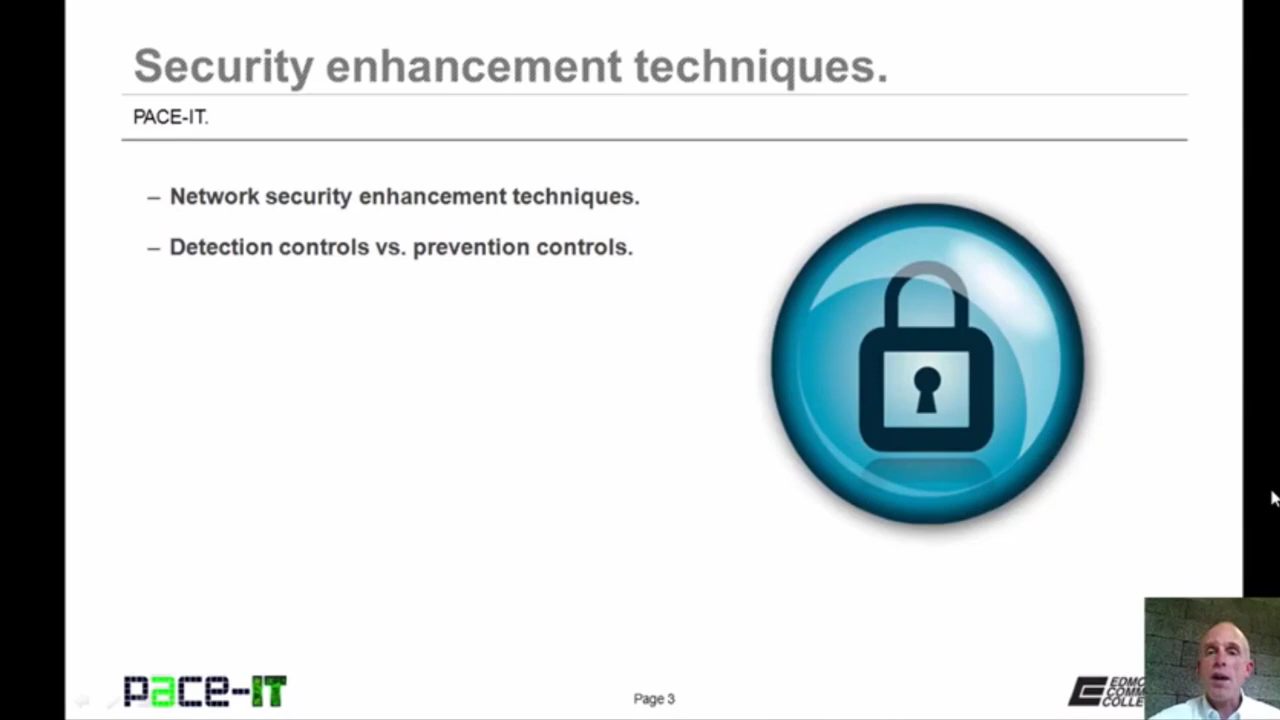 Security enhancement techniques.
PACE-IT.
– Network security enhancement techniques.
– Detection controls vs. prevention controls.
pace-IT
Page 3